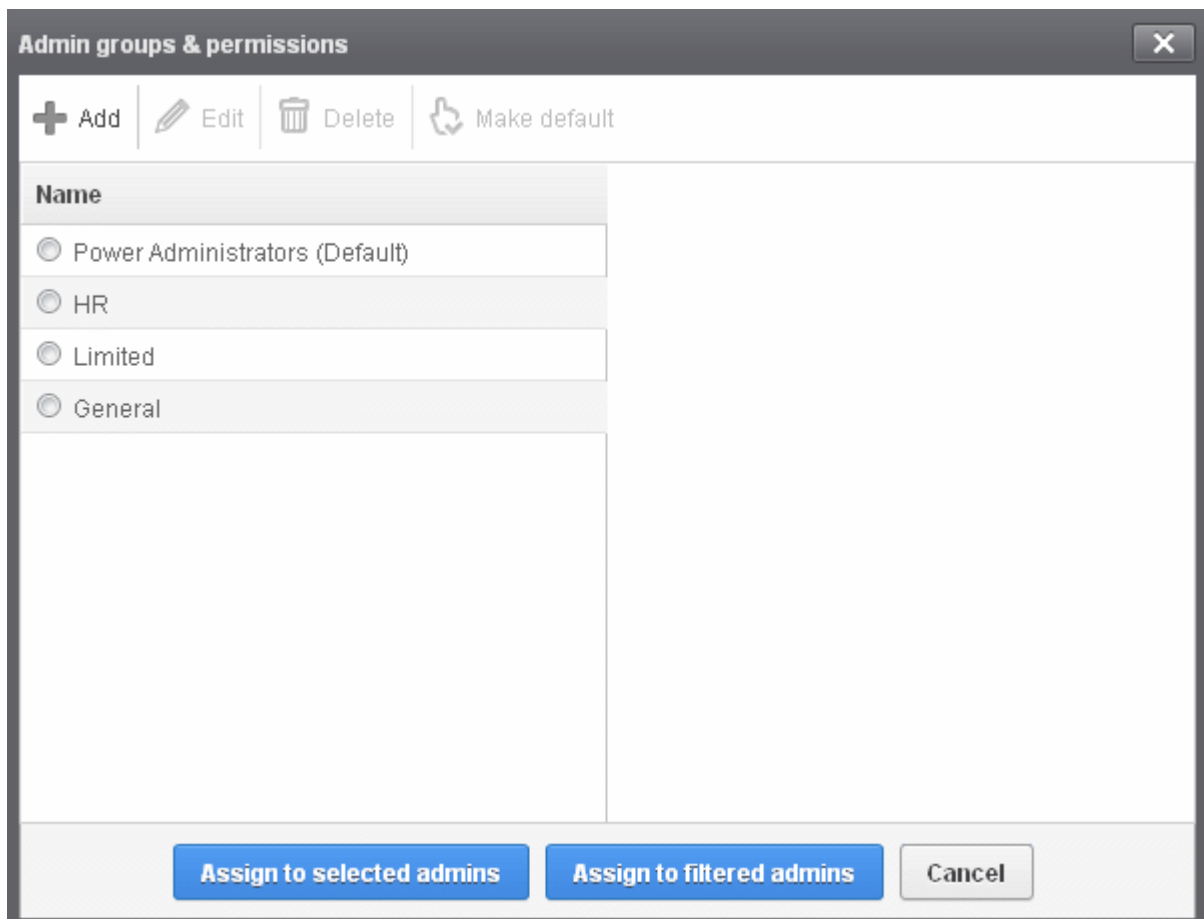 Admin groups & permissions
Add Edit Delete Make default
Name
Power Administrators (Default)
HR
Limited
General
Assign to selected admins Assign to filtered admins Cancel